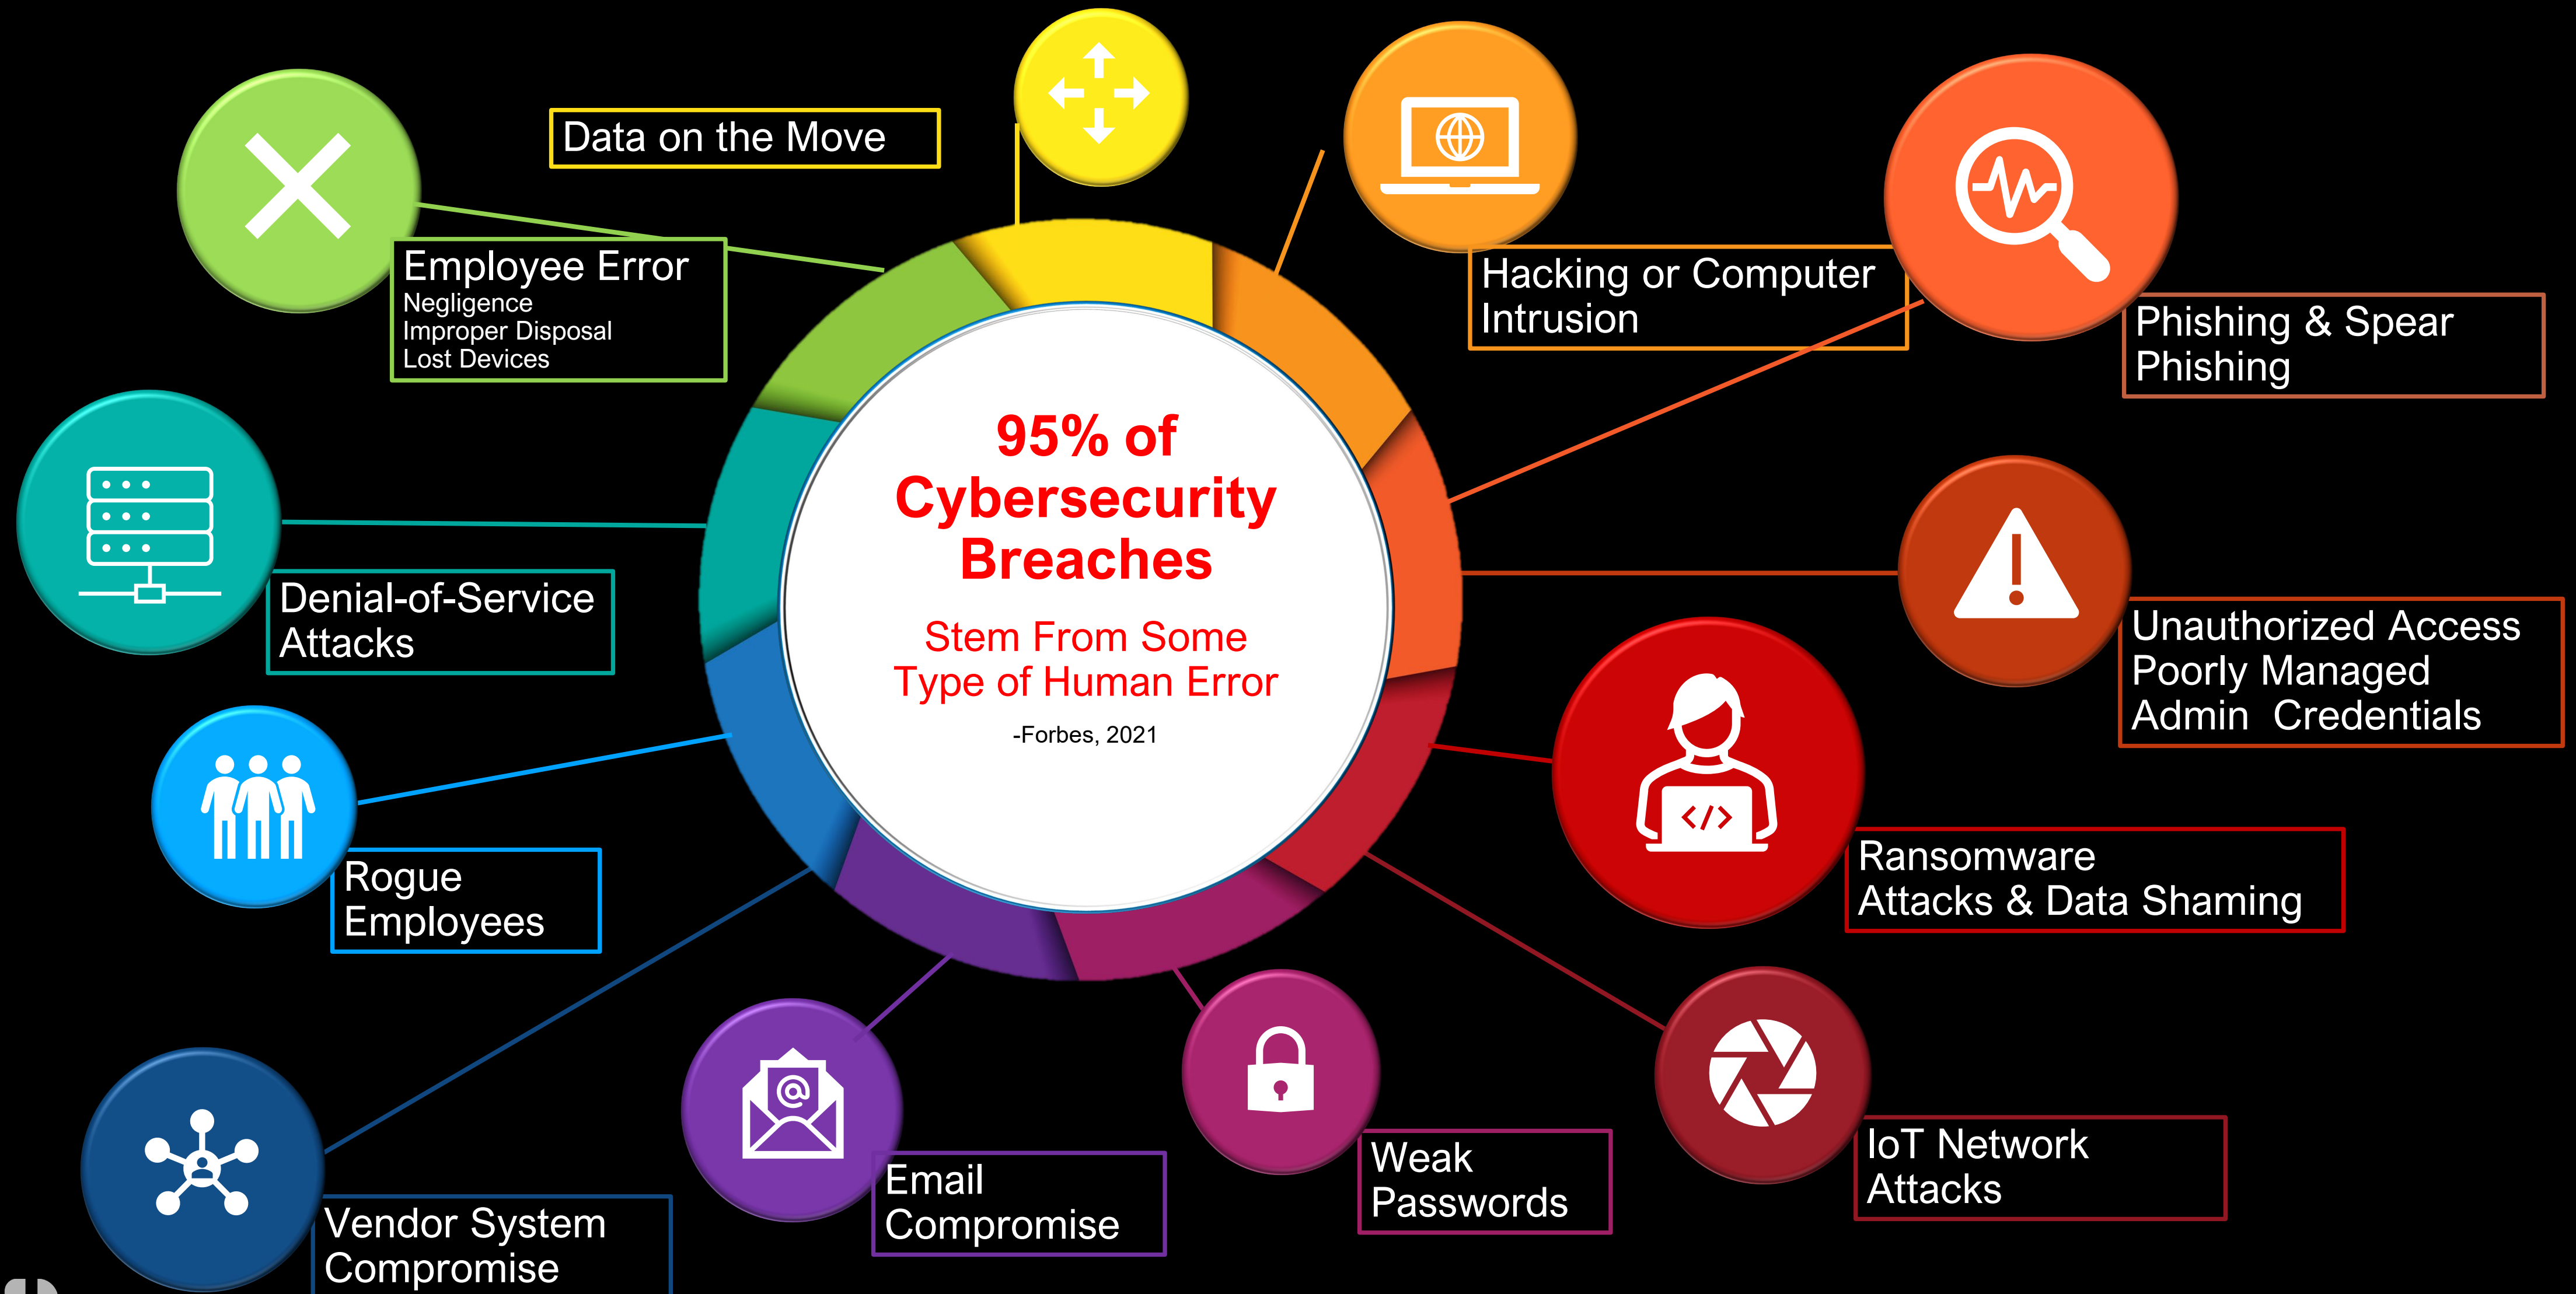 Data on the Move
Employee Error
Negligence
Improper Disposal
Lost Devices
Hacking or Computer
Intrusion
Phishing & Spear
Phishing
95% of
Cybersecurity
Breaches
Stem From Some
Type of Human Error
-Forbes, 2021
Denial-of-Service
Attacks
Unauthorized Access
Poorly Managed
Admin  Credentials
</>
Ransomware
Attacks & Data Shaming
Rogue
Employees
@
Email
Compromise
Weak
Passwords
IoT Network
Attacks
Vendor System
Compromise